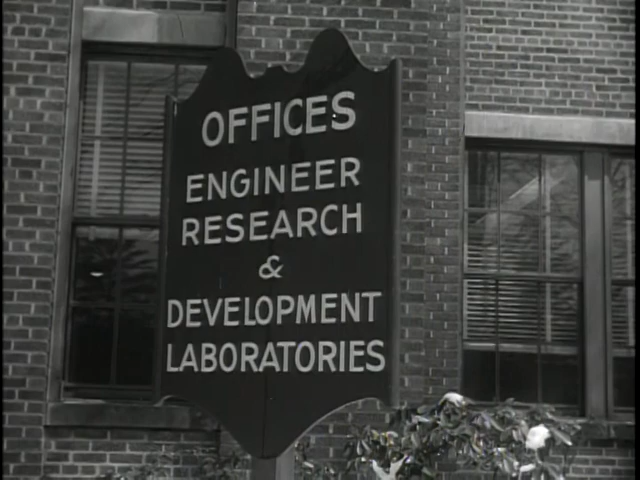 OFFICES
ENGINEER
RESEARCH
&
DEVELOPMENT
LABORATORIES